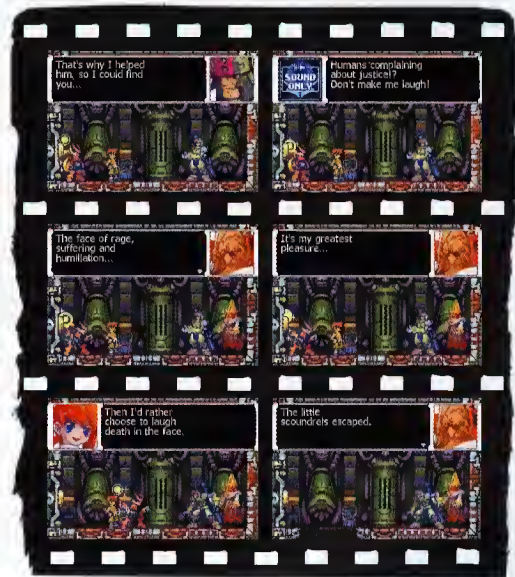 That's why I helped
him, so I could find
you...
SOUND
ONLY
Humans complaining
about justice!?
Don't make me laugh!
The face of rage,
suffering and
humiliation...
It's my greatest
pleasure...
Then I'd rather
choose to laugh
death in the face.
The little
scoundrels escaped.